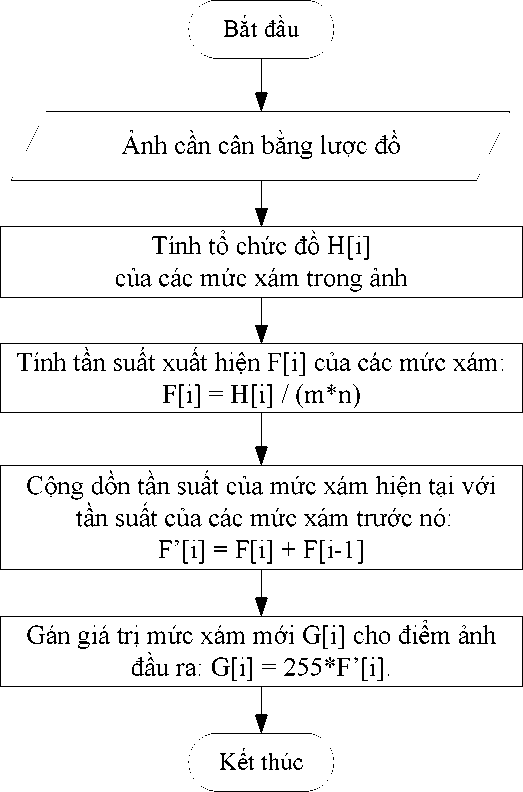 Bắt đầu
Ảnh cần cân bằng lược đồ
Tính tổ chức đồ H[i]
của các mức xám trong ảnh
Tính tần suất xuất hiện F[i] của các mức xám:
F[i] = H[i] / (m*n)
Cộng dồn tần suất của mức xám hiện tại với
tần suất của các mức xám trước nó:
F’[i] = F[i] + F[i-1]
Gán giá trị mức xám mới G[i] cho điểm ảnh
đầu ra: G[i] = 255*F’[i].
Kết thúc